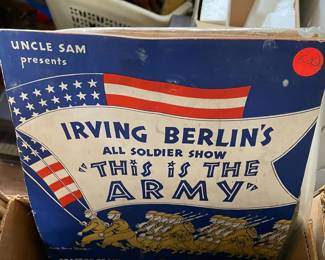 UNCLE SAM
presents
IRVING BERLIN'S
ALL SOLDIER SHOW
"THiS iS THE
ARMY"